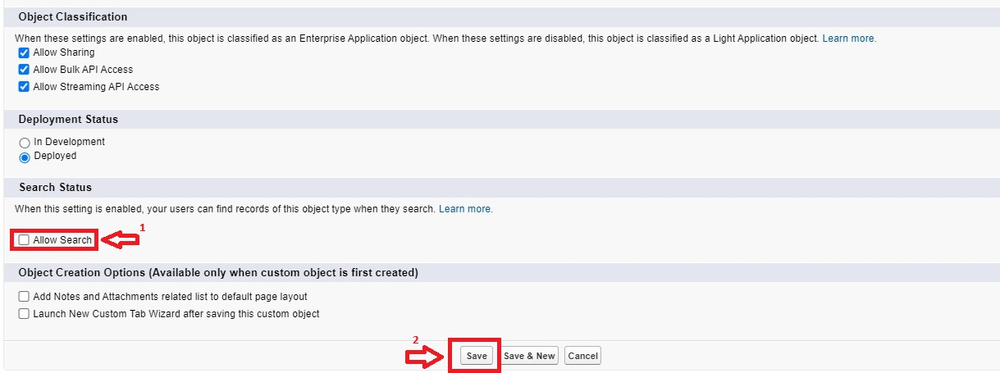 Object Classification
When these settings are enabled, this object is classified as an Enterprise Application object. When these settings are disabled, this object is classified as a Light Application object. Learn more.
Allow Sharing
Allow Bulk API Access
Allow Streaming API Access
Deployment Status
In Development
Deployed
Search Status
When this setting is enabled, your users can find records of this object type when they search. Learn more.
1
Allow Search
Object Creation Options (Available only when custom object is first created)
Add Notes and Attachments related list to default page layout
Launch New Custom Tab Wizard after saving this custom object
2
Save Save & New Cancel